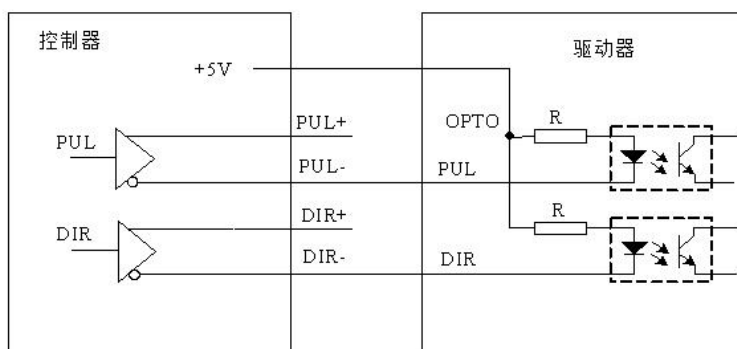 控制器
驱动器
+5V
PUL
PUL+
PUL-
OPTO
PUL
R
DIR
DIR+
DIR-
DIR
R